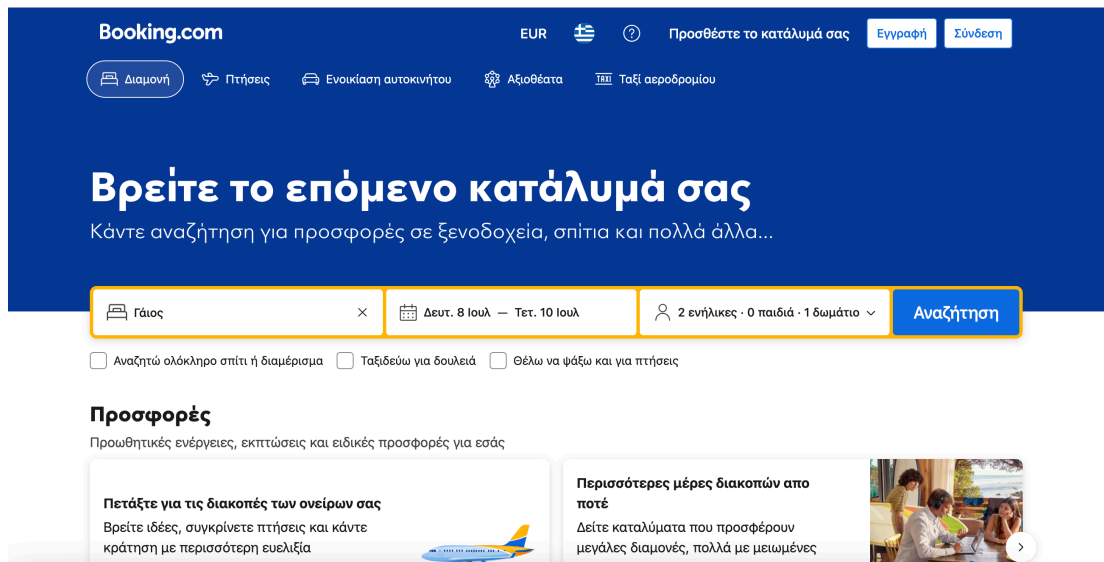 Booking.com
EUR
Προσθέστε το κατάλυμά σας
Εγγραφή
Σύνδεση
Διαμονή
Πτήσεις
Ενοικίαση αυτοκινήτου
Αξιοθέατα
TAXI
Ταξί αεροδρομίου
Βρείτε το επόμενο κατάλυμά σας
Κάντε αναζήτηση για προσφορές σε ξενοδοχεία, σπίτια και πολλά άλλα...
Γάιος
Δευτ. 8 Ιουλ — Τετ. 10 Ιουλ
2 ενήλικες · 0 παιδιά · 1 δωμάτιο
Αναζήτηση
Αναζητώ ολόκληρο σπίτι ή διαμέρισμα
Ταξιδεύω για δουλειά
Θέλω να ψάξω και για πτήσεις
Προσφορές
Προωθητικές ενέργειες, εκπτώσεις και ειδικές προσφορές για εσάς
Πετάξτε για τις διακοπές των ονείρων σας
Βρείτε ιδέες, συγκρίνετε πτήσεις και κάντε
κράτηση με περισσότερη ευελιξία
Περισσότερες μέρες διακοπών απο
ποτέ
Δείτε καταλύματα που προσφέρουν
μεγάλες διαμονές, πολλά με μειωμένες